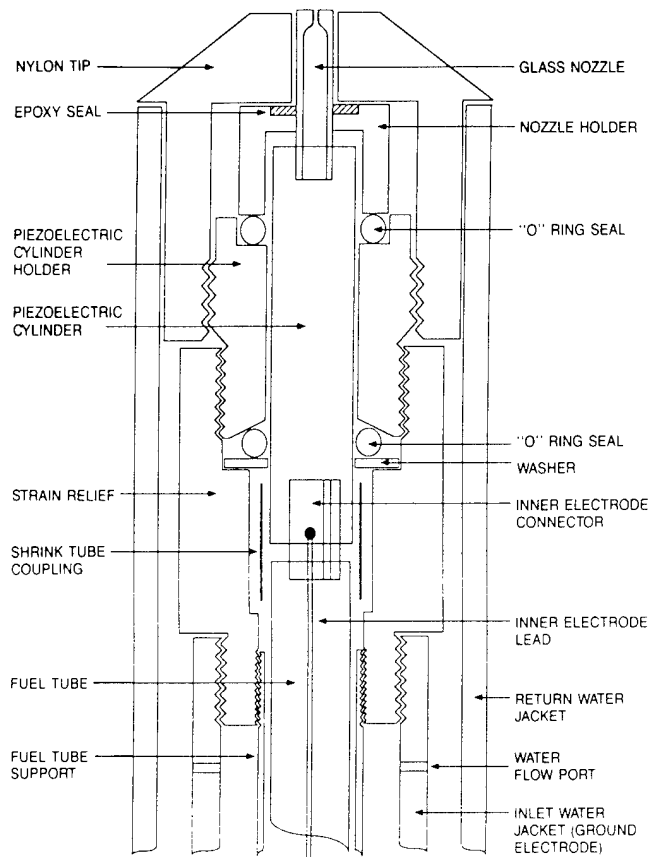 NYLON TIP
EPOXY SEAL
PIEZOELECTRIC
CYLINDER
HOLDER
PIEZOELECTRIC
CYLINDER
STRAIN RELIEF
SHRINK TUBE
COUPLING
FUEL TUBE
FUEL TUBE
SUPPORT
GLASS NOZZLE
NOZZLE HOLDER
"O" RING SEAL
"O" RING SEAL
WASHER
INNER ELECTRODE
CONNECTOR
INNER ELECTRODE
LEAD
RETURN WATER
JACKET
WATER
FLOW PORT
INLET WATER
JACKET (GROUND
ELECTRODE)